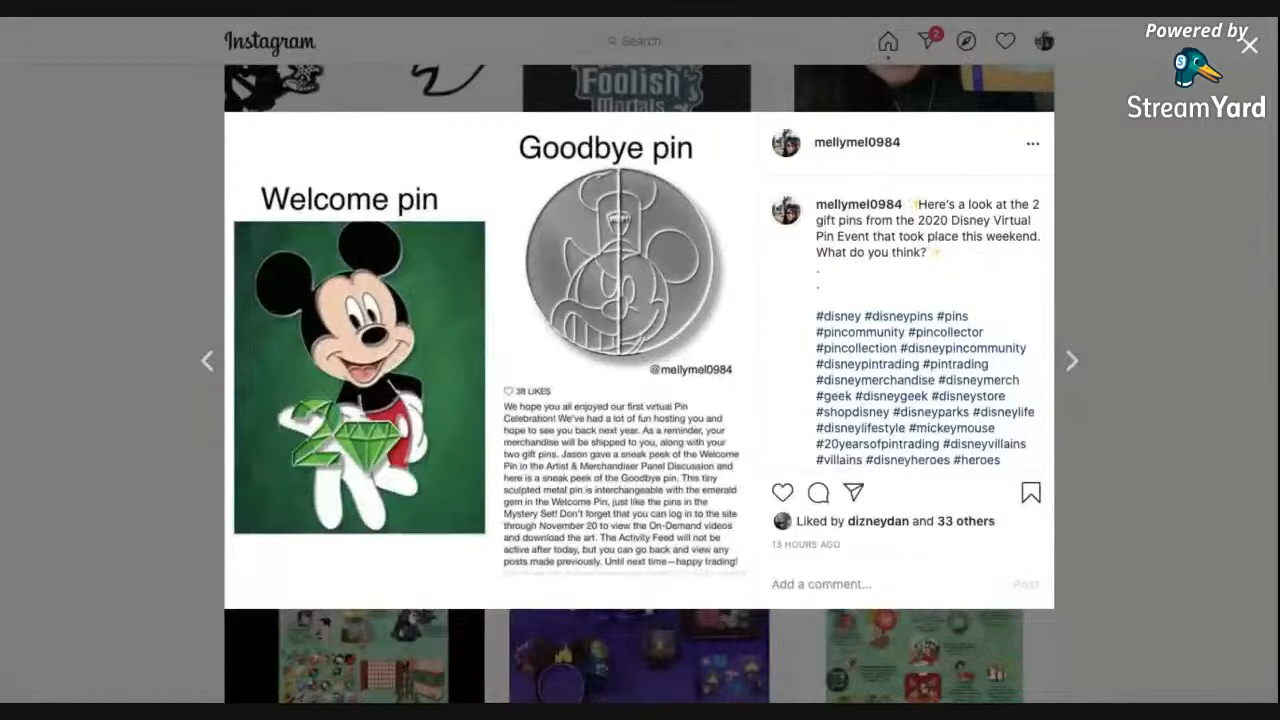 Powered by
StreamYard
Instagram
Search
2
Foolish
Mortals
Welcome pin
Goodbye pin
20
@mellymel0984
38 LIKES
We hope you all enjoyed our first virtual Pin
Celebration! We've had a lot of fun hosting you and
hope to see you back next year. As a reminder, your
merchandise will be shipped to you, along with your
two gift pins. Jason gave a sneak peek of the Welcome
Pin in the Artist & Merchandiser Panel Discussion and
here is a sneak peek of the Goodbye pin. This tiny
sculpted metal pin is interchangeable with the emerald
gem in the Welcome Pin, just like the pins in the
Mystery Set! Don't forget that you can log in to the site
through November 20 to view the On-Demand videos
and download the art. The Activity Feed will not be
active after today, but you can go back and view any
posts made previously. Until next time—happy trading!
mellymel0984
mellymel0984 ✨Here's a look at the 2
gift pins from the 2020 Disney Virtual
Pin Event that took place this weekend.
What do you think? ✨
.
.
#disney #disneypins #pins
#pincommunity #pincollector
#pincollection #disneypincommunity
#disneypintrading #pintrading
#disneymerchandise #disneymerch
#geek #disneygeek #disneystore
#shopdisney #disneyparks #disneylife
#disneylifestyle #mickeymouse
#20yearsofpintrading #disneyvillains
#villains #disneyheroes #heroes
Liked by dizneydan and 33 others
13 HOURS AGO
Add a comment...
Post